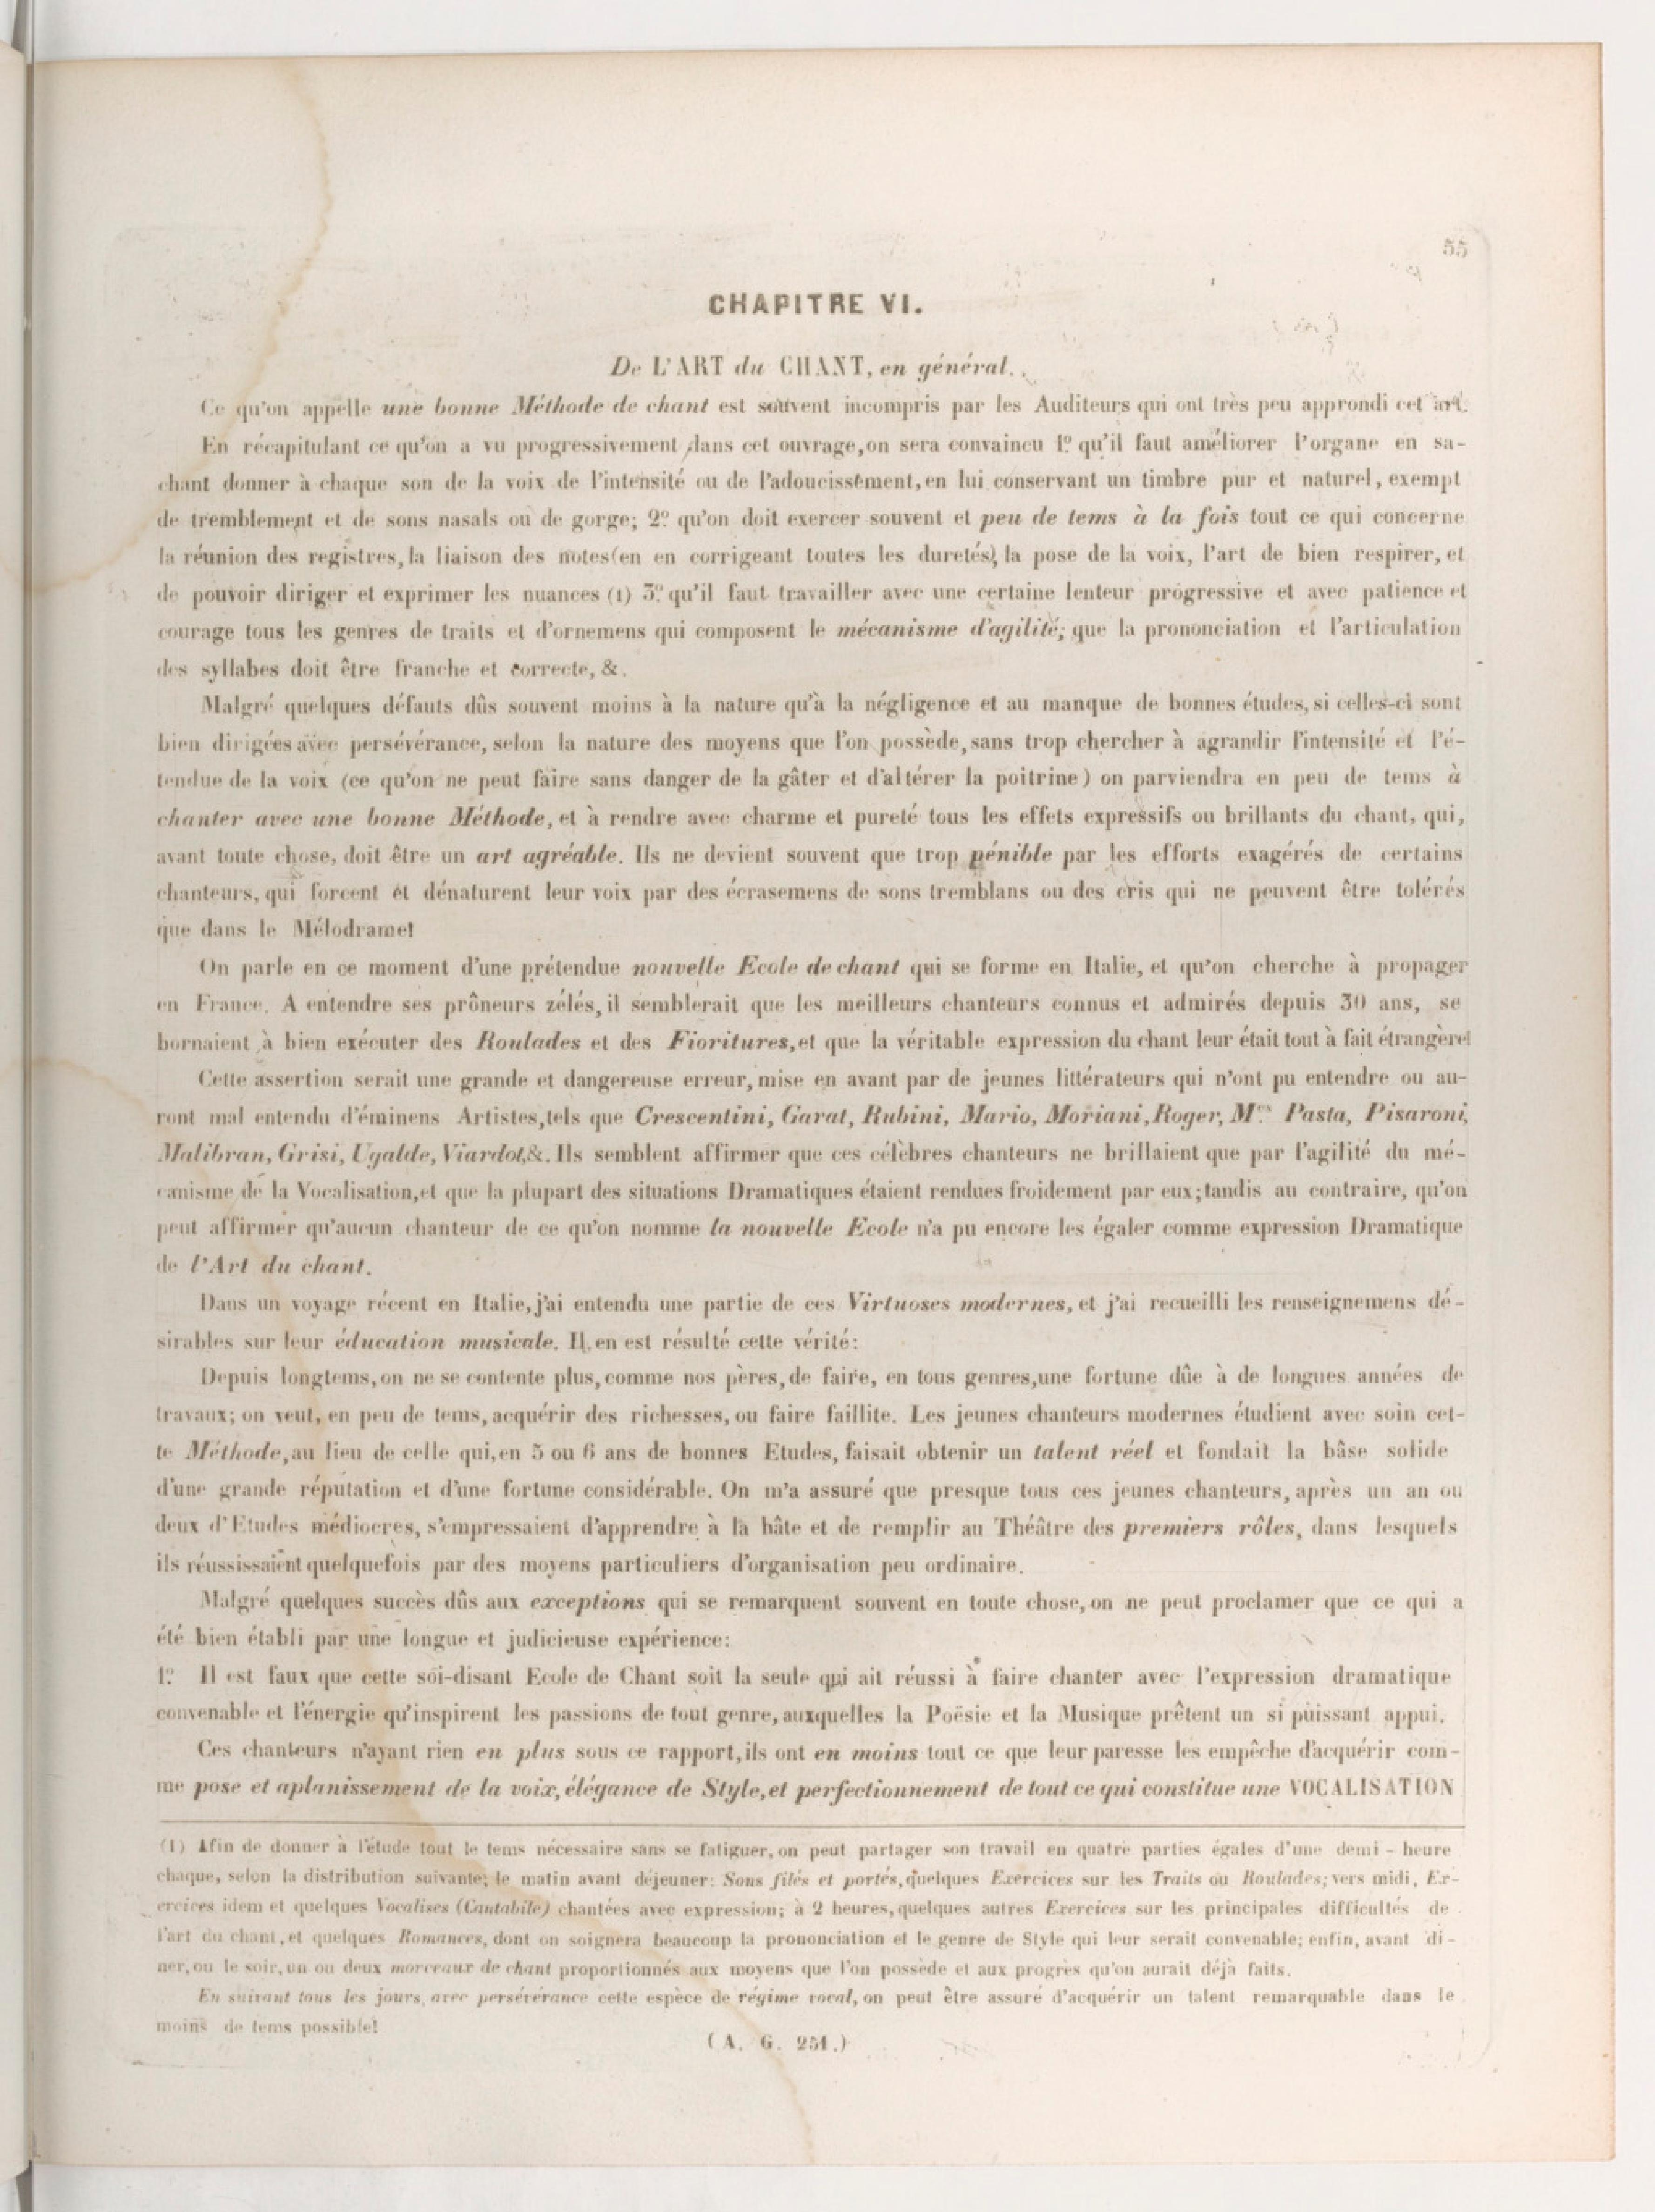 55
CHAPITRE VI.
De L'ART du CHANT, en général.
Ce qu'on appelle une bonne Méthode de chant est souvent incompris par les Auditeurs qui ont très peu approndi cet art.
En récapitulant ce qu'on a vu progressivement dans cet ouvrage, on sera convaincu 1º qu'il faut améliorer l'organe en sa-
chant donner à chaque son de la voix de l'intensité ou de l'adoucissement, en lui conservant un timbre pur et naturel, exempt
de tremblement et de sons nasals ou de gorge; 2º qu'on doit exercer souvent et peu de tems à la fois tout ce qui concerne
la réunion des registres, la liaison des notes (en en corrigeant toutes les duretés), la pose de la voix, l'art de bien respirer, et
de pouvoir diriger et exprimer les nuances (1) 3º qu'il faut travailler avec une certaine lenteur progressive et avec patience et
courage tous les genres de traits et d'ornemens qui composent le mécanisme d'agilité; que la prononciation et l'articulation
des syllabes doit être franche et correcte, &.
Malgré quelques défauts dûs souvent moins à la nature qu'à la négligence et au manque de bonnes études, si celles-ci sont
bien dirigées avec persévérance, selon la nature des moyens que l'on possède, sans trop chercher à agrandir l'intensité et l'é-
tendue de la voix (ce qu'on ne peut faire sans danger de la gâter et d'altérer la poitrine) on parviendra en peu de tems à
chanter avec une bonne Méthode, et à rendre avec charme et pureté tous les effets expressifs ou brillants du chant, qui,
avant toute chose, doit être un art agréable. Ils ne devient souvent que trop pénible par les efforts exagérés de certains
chanteurs, qui forcent et dénaturent leur voix par des écrasemens de sons tremblans ou des cris qui ne peuvent être tolérés
que dans le Mélodrame!
On parle en ce moment d'une prétendue nouvelle Ecole de chant qui se forme en Italie, et qu'on cherche à propager
en France. A entendre ses prôneurs zélés, il semblerait que les meilleurs chanteurs connus et admirés depuis 30 ans, se
bornaient à bien exécuter des Roulades et des Fioritures, et que la véritable expression du chant leur était tout à fait étrangère!
Cette assertion serait une grande et dangereuse erreur, mise en avant par de jeunes littérateurs qui n'ont pu entendre ou au-
ront mal entendu d'éminens Artistes, tels que Crescentini, Garat, Rubini, Mario, Moriani, Roger, Mmes Pasta, Pisaroni,
Malibran, Grisi, Ugalde, Viardot, &. Ils semblent affirmer que ces célèbres chanteurs ne brillaient que par l'agilité du mé-
canisme de la Vocalisation, et que la plupart des situations Dramatiques étaient rendues froidement par eux; tandis au contraire, qu'on
peut affirmer qu'aucun chanteur de ce qu'on nomme la nouvelle Ecole n'a pu encore les égaler comme expression Dramatique
de l'Art du chant.
Dans un voyage récent en Italie, j'ai entendu une partie de ces Virtuoses modernes, et j'ai recueilli les renseignemens dé-
sirables sur leur éducation musicale. Il en est résulté cette vérité:
Depuis longtems, on ne se contente plus, comme nos pères, de faire, en tous genres, une fortune dûe à de longues années de
travaux; on veut, en peu de tems, acquérir des richesses, ou faire faillite. Les jeunes chanteurs modernes étudient avec soin cet-
te Méthode, au lieu de celle qui, en 5 ou 6 ans de bonnes Etudes, faisait obtenir un talent réel et fondait la bâse solide
d'une grande réputation et d'une fortune considérable. On m'a assuré que presque tous ces jeunes chanteurs, après un an ou
deux d'Etudes médiocres, s'empressaient d'apprendre à la hâte et de remplir au Théâtre des premiers rôles, dans lesquels
ils réussissaient quelquefois par des moyens particuliers d'organisation peu ordinaire.
Malgré quelques succès dûs aux exceptions qui se remarquent souvent en toute chose, on ne peut proclamer que ce qui a
été bien établi par une longue et judicieuse expérience:
1º Il est faux que cette soi-disant Ecole de Chant soit la seule qui ait réussi à faire chanter avec l'expression dramatique
convenable et l'énergie qu'inspirent les passions de tout genre, auxquelles la Poësie et la Musique prêtent un si puissant appui.
Ces chanteurs n'ayant rien en plus sous ce rapport, ils ont en moins tout ce que leur paresse les empêche d'acquérir com-
me pose et aplanissement de la voix, élégance de Style, et perfectionnement de tout ce qui constitue une VOCALISATION
(1) Afin de donner à l'étude tout le tems nécessaire sans se fatiguer, on peut partager son travail en quatre parties égales d'une demi-heure
chaque, selon la distribution suivante; le matin avant déjeuner: Sons filés et portés, quelques Exercices sur les Traits ou Roulades; vers midi, Ex-
ercices idem et quelques Vocalises (Cantabile) chantées avec expression; à 2 heures, quelques autres Exercices sur les principales difficultés de
l'art du chant, et quelques Romances, dont on soignera beaucoup la prononciation et le genre de Style qui leur serait convenable; enfin, avant di-
ner, ou le soir, un ou deux morceaux de chant proportionnés aux moyens que l'on possède et aux progrès qu'on aurait déjà faits.
En suivant tous les jours, avec persévérance cette espèce de régime vocal, on peut être assuré d'acquérir un talent remarquable dans le
moins de tems possible!
(A. G. 251.)